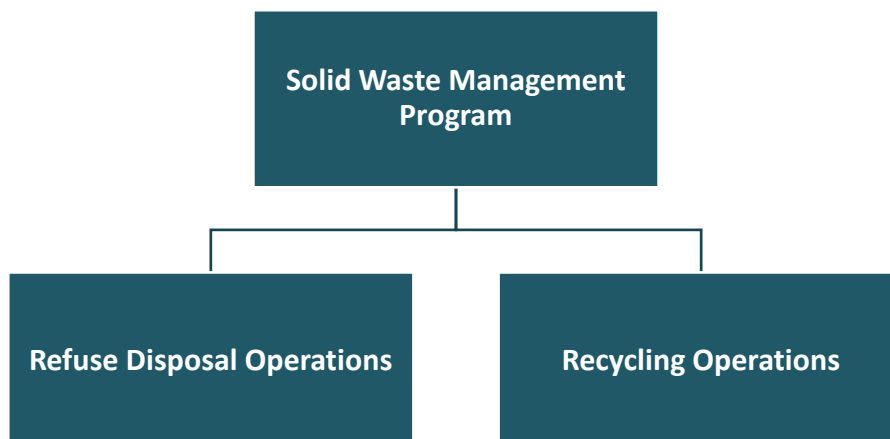 Solid Waste Management
Program
Refuse Disposal Operations
Recycling Operations